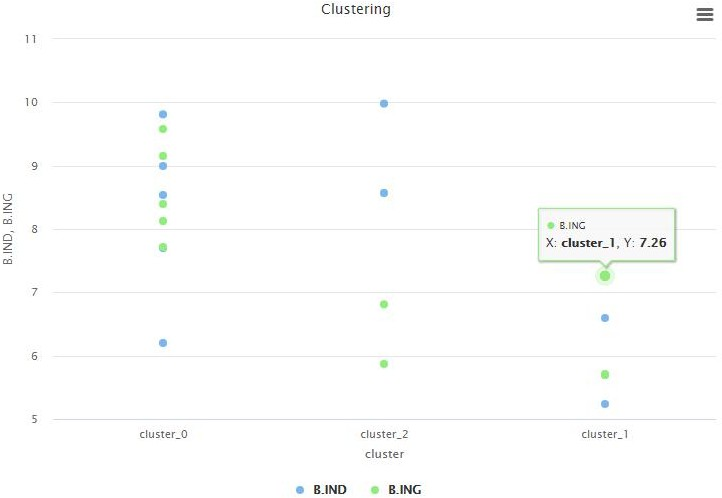 Clustering
11
10
9
8
7
6
5
B.IND, B.ING
B.ING
X: cluster_1, Y: 7.26
cluster_0
cluster_2
cluster_1
cluster
B.IND
B.ING